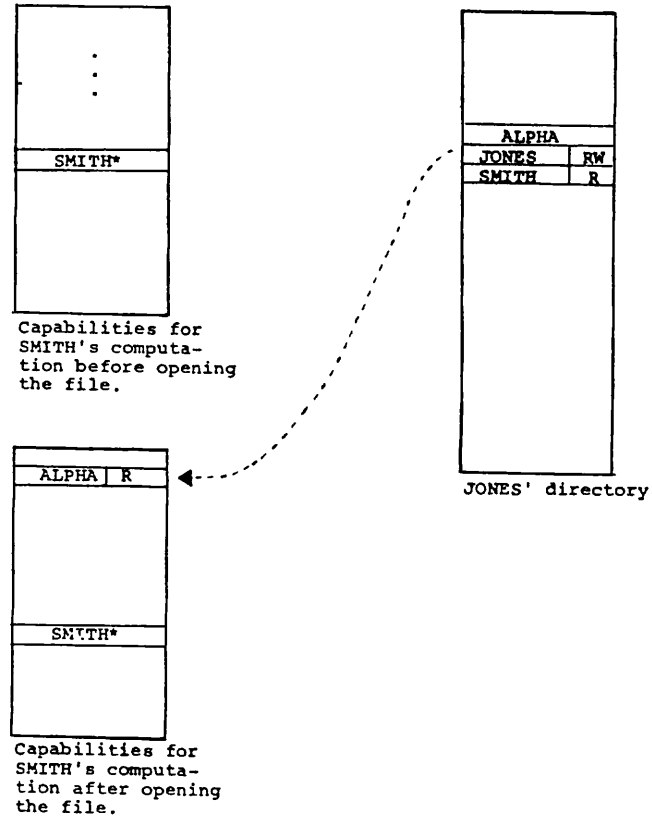 SMITH*
Capabilities for
SMITH's computa-
tion before opening
the file.
ALPHA
JONES RW
SMITH R
JONES' directory
ALPHA R
SMITH*
Capabilities for
SMITH's computa-
tion after opening
the file.